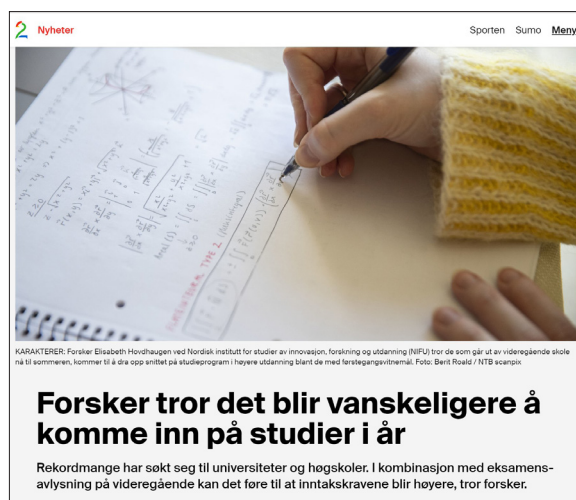 2 Nyheter Sporten Sumo Meny
FLATEINTEGRAL TYPE 2
KARAKTERER: Forsker Elisabeth Hovdhaugen ved Nordisk institutt for studier av innovasjon, forskning og utdanning (NIFU) tror de som går ut av videregående skole
nå til sommeren, kommer til å dra opp snittet på studieprogram i høyere utdanning blant de med førstegangsvitnemål. Foto: Berit Roald / NTB scanpix
Forsker tror det blir vanskeligere å
komme inn på studier i år
Rekordmange har søkt seg til universiteter og høgskoler. I kombinasjon med eksamens-
avlysning på videregående kan det føre til at inntakskravene blir høyere, tror forsker.